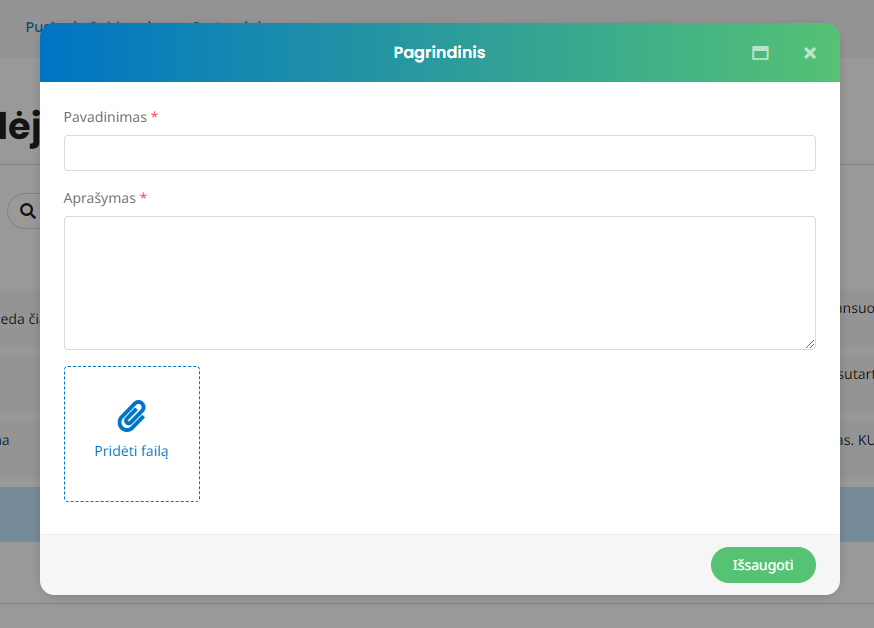 Pagrindinis
Pavadinimas *
Aprašymas *
Pridėti failą
Išsaugoti